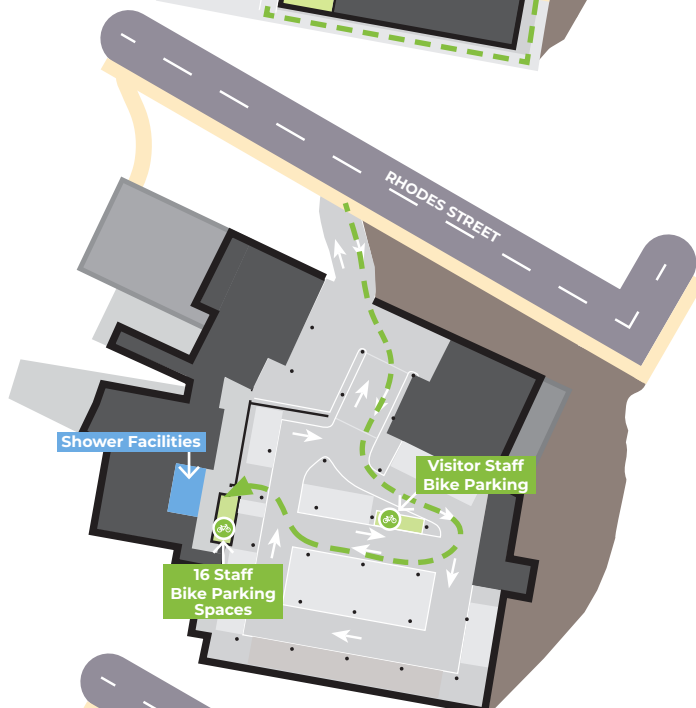 RHODES STREET
Shower Facilities
Visitor Staff
Bike Parking
16 Staff
Bike Parking
Spaces